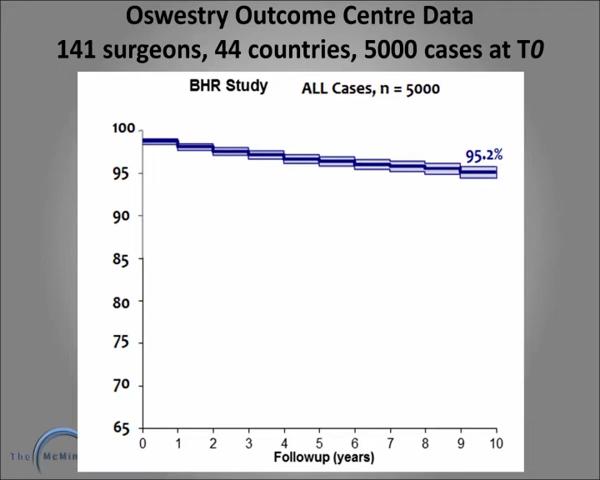 Oswestry Outcome Centre Data
141 surgeons, 44 countries, 5000 cases at T0
BHR Study ALL Cases, n = 5000
100
95.2%
95
90
85
80
75
70
65
0 1 2 3 4 5 6 7 8 9 10
Followup (years)
The McMin